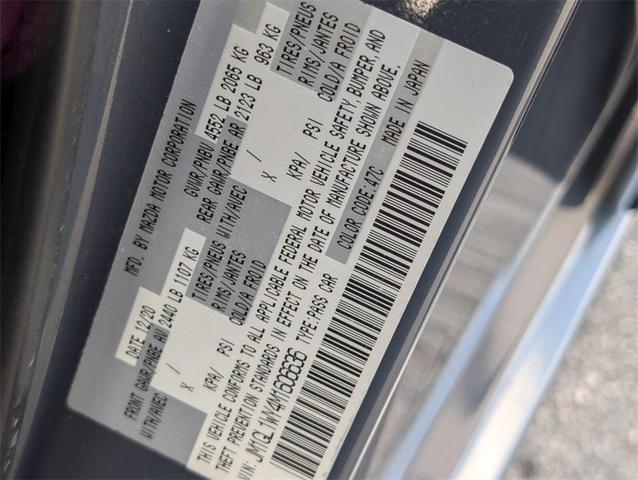 MFD. BY MAZDA MOTOR CORPORATION
DATE 12/20 GVWR/PNBV 4552 LB 2065 KG
FRONT GAWR/PNBE AV 2440 LB 1107 KG REAR GAWR/PNBE AR 2123 LB 963 KG
WITH/AVEC TIRES/PNEUS WITH/AVEC TIRES/PNEUS
/ RIMS/JANTES / RIMS/JANTES
X COLD/A FROID X COLD/A FROID
KPA/ PSI KPA/ PSI
THIS VEHICLE CONFORMS TO ALL APPLICABLE FEDERAL MOTOR VEHICLE SAFETY, BUMPER, AND
THEFT PREVENTION STANDARDS IN EFFECT ON THE DATE OF MANUFACTURE SHOWN ABOVE.
VIN: JM1GL1WY4M1606636 TYPE:PASS CAR COLOR CODE:47C MADE IN JAPAN